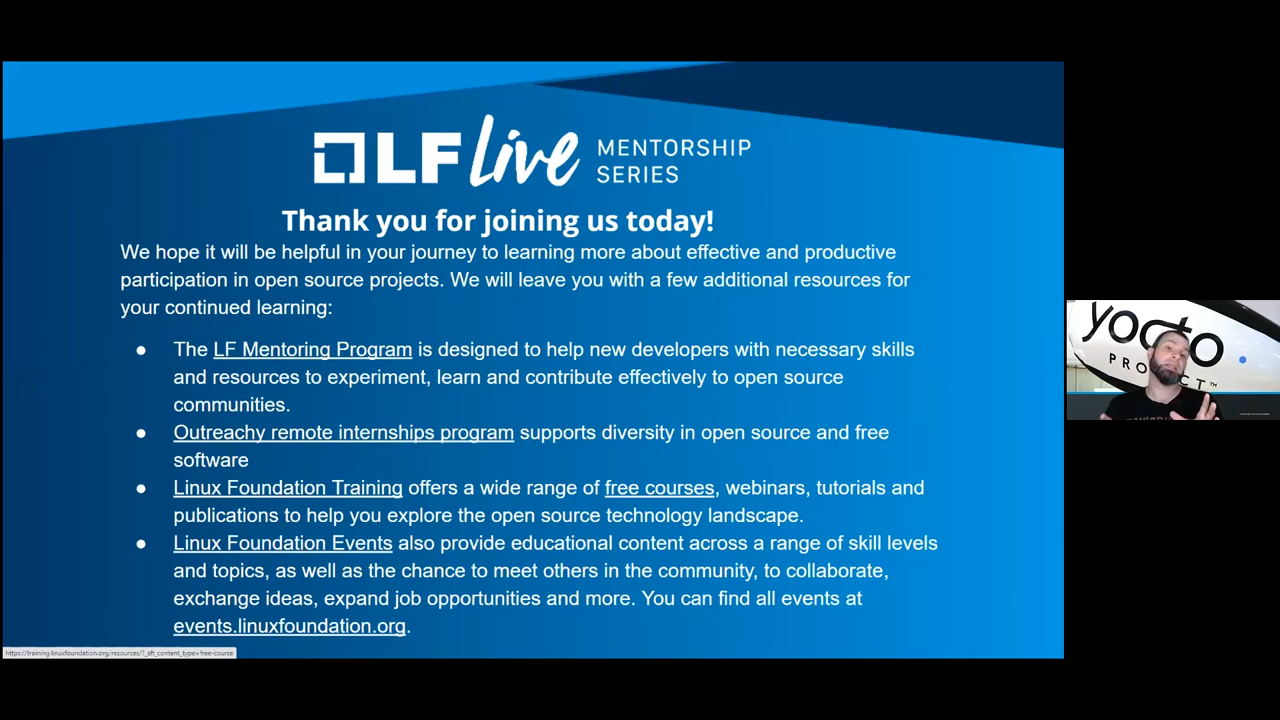 LF Live MENTORSHIP
SERIES
Thank you for joining us today!
We hope it will be helpful in your journey to learning more about effective and productive
participation in open source projects. We will leave you with a few additional resources for
your continued learning:
● The LF Mentoring Program is designed to help new developers with necessary skills
and resources to experiment, learn and contribute effectively to open source
communities.
● Outreachy remote internships program supports diversity in open source and free
software
● Linux Foundation Training offers a wide range of free courses, webinars, tutorials and
publications to help you explore the open source technology landscape.
● Linux Foundation Events also provide educational content across a range of skill levels
and topics, as well as the chance to meet others in the community, to collaborate,
exchange ideas, expand job opportunities and more. You can find all events at
events.linuxfoundation.org.
https://training.linuxfoundation.org/resources/?_sft_content_type=free-course
yocto